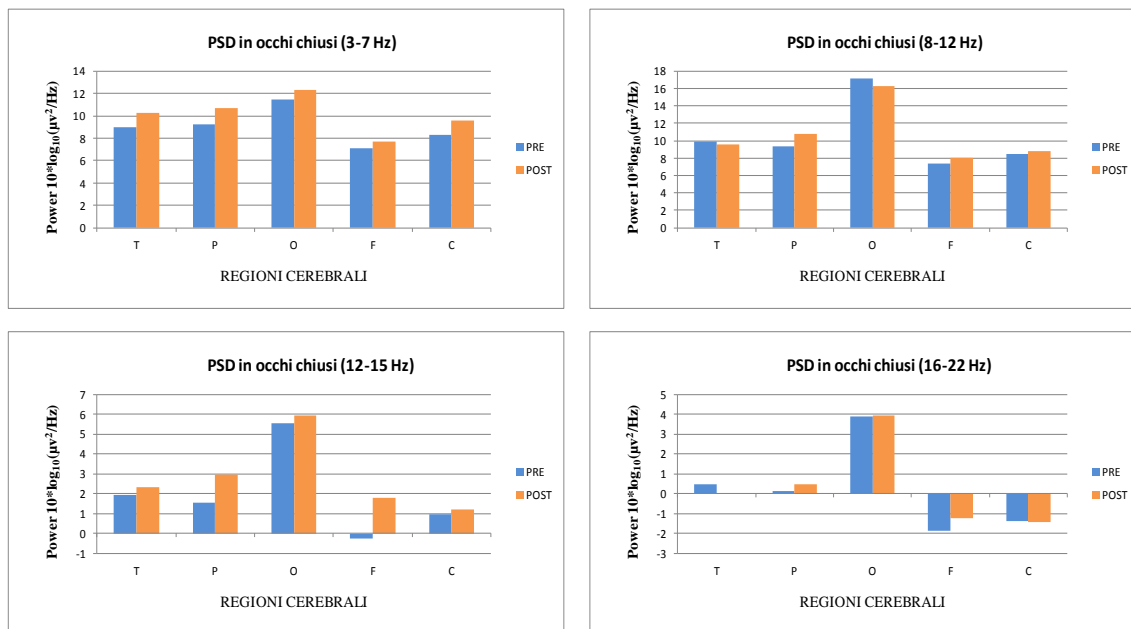 PSD in occhi chiusi (3-7 Hz)
Power 10*log10(µv²/Hz)
14
12
10
8
6
4
2
0
T P O F C
REGIONI CEREBRALI
PRE
POST
PSD in occhi chiusi (8-12 Hz)
Power 10*log10(µv²/Hz)
18
16
14
12
10
8
6
4
2
0
T P O F C
REGIONI CEREBRALI
PRE
POST
PSD in occhi chiusi (12-15 Hz)
Power 10*log10(µv²/Hz)
7
6
5
4
3
2
1
0
-1
T P O F C
REGIONI CEREBRALI
PRE
POST
PSD in occhi chiusi (16-22 Hz)
Power 10*log10(µv²/Hz)
5
4
3
2
1
0
-1
-2
-3
T P O F C
REGIONI CEREBRALI
PRE
POST